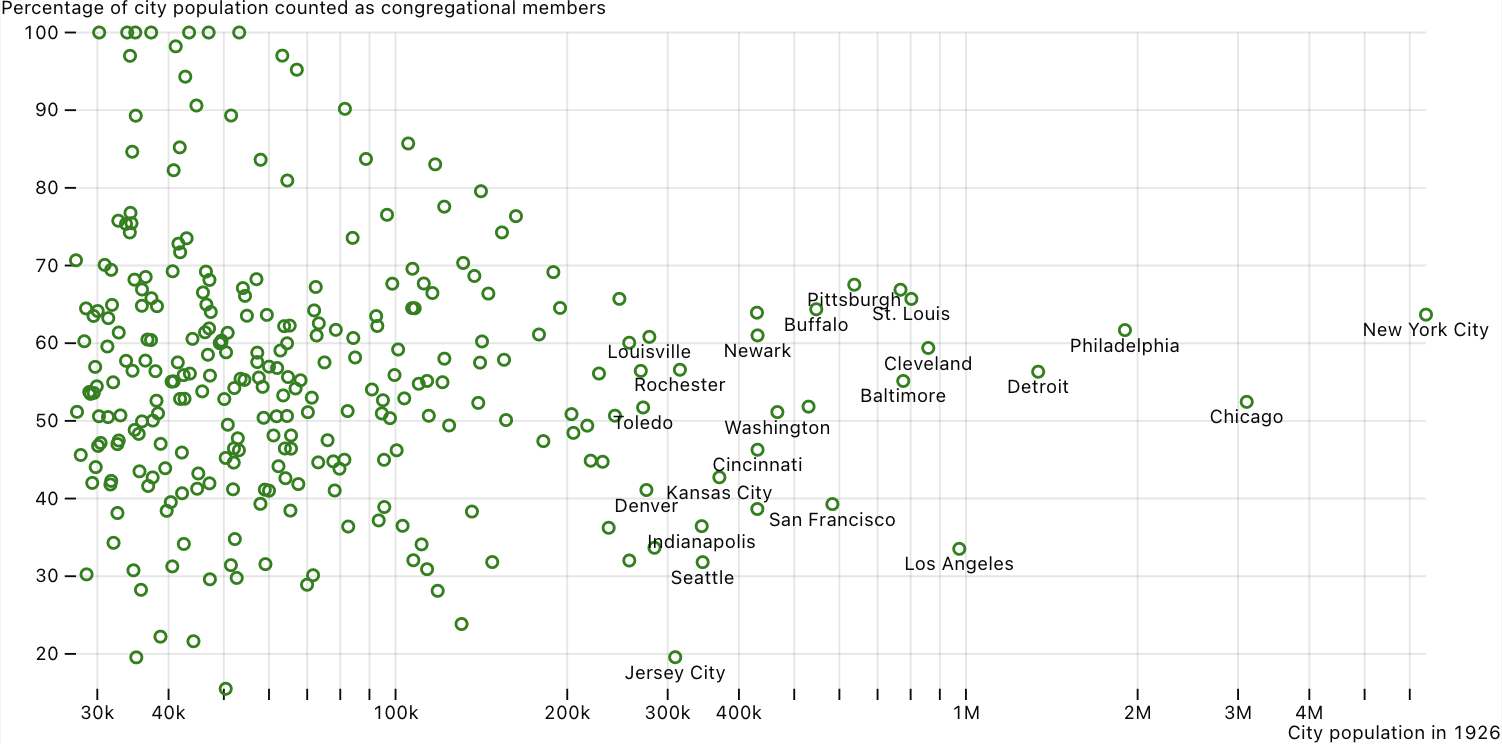 Percentage of city population counted as congregational members
100
90
80
70
Pittsburgh
St. Louis
Buffalo
New York City
60
Louisville
Newark
Philadelphia
Cleveland
Rochester
Detroit
Baltimore
50
Toledo
Washington
Chicago
Cincinnati
Kansas City
40
Denver
San Francisco
Indianapolis
Los Angeles
30
Seattle
20
Jersey City
30k 40k 100k 200k 300k 400k 1M 2M 3M 4M
City population in 1926